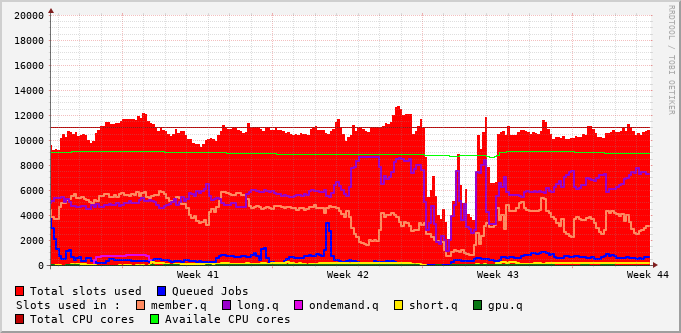 20000
18000
16000
14000
12000
10000
8000
6000
4000
2000
0
Week 41 Week 42 Week 43 Week 44
Total slots used Queued Jobs
Slots used in : member.q long.q ondemand.q short.q gpu.q
Total CPU cores Availale CPU cores
RRDTOOL / TOBI OETIKER